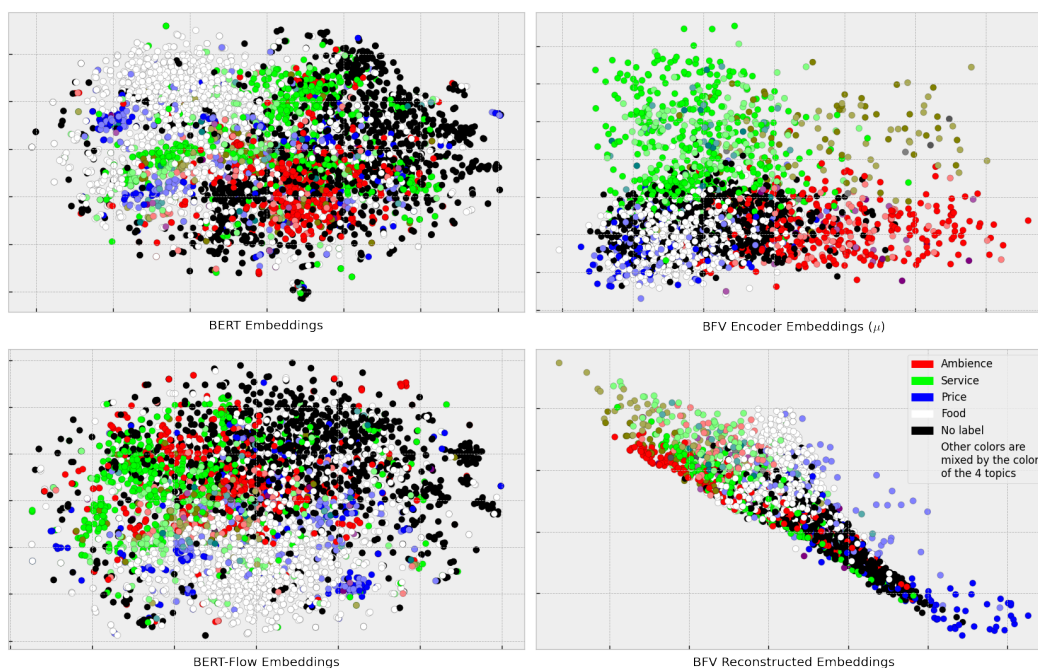 BERT Embeddings
BFV Encoder Embeddings (μ)
Ambience
Service
Price
Food
No label
Other colors are
mixed by the color
of the 4 topics
BERT-Flow Embeddings
BFV Reconstructed Embeddings